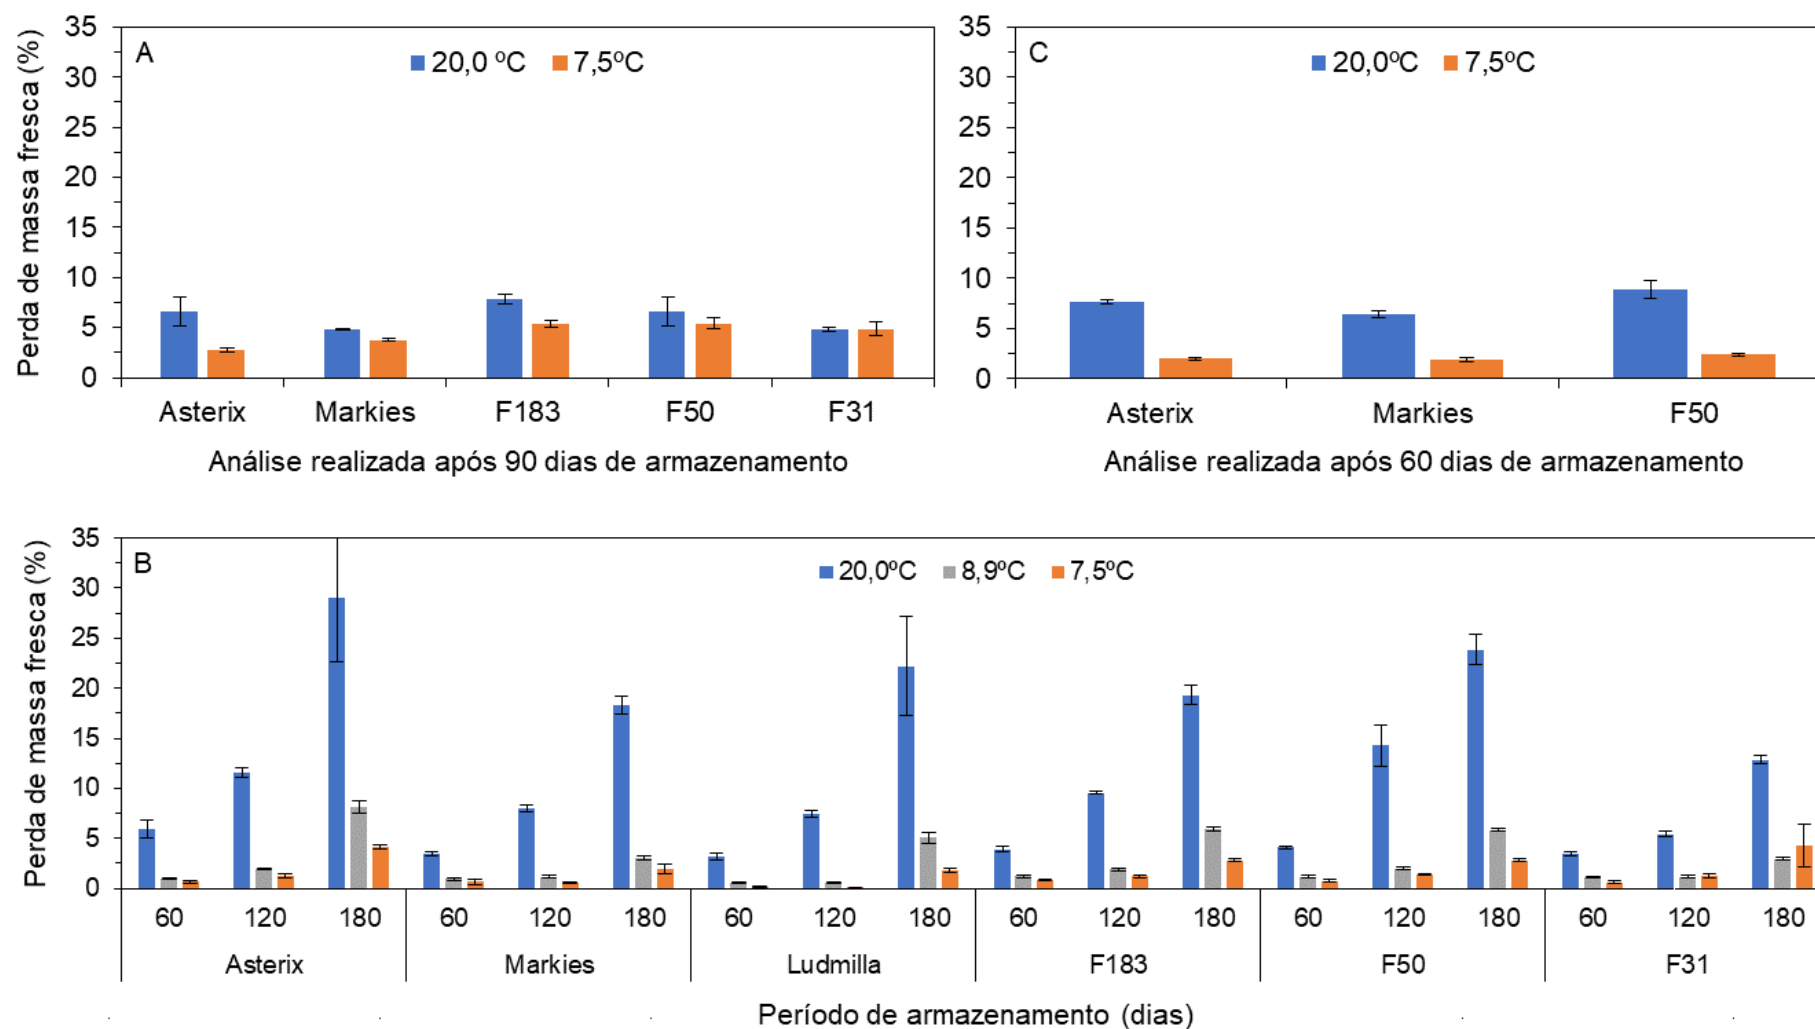 A
20,0 ºC 7,5ºC
Perda de massa fresca (%)
35
30
25
20
15
10
5
0
Asterix Markies F183 F50 F31
Análise realizada após 90 dias de armazenamento
C
20,0ºC 7,5ºC
35
30
25
20
15
10
5
0
Asterix Markies F50
Análise realizada após 60 dias de armazenamento
B
20,0ºC 8,9ºC 7,5ºC
Perda de massa fresca (%)
35
30
25
20
15
10
5
0
60 120 180 60 120 180 60 120 180 60 120 180 60 120 180 60 120 180
Asterix Markies Ludmilla F183 F50 F31
Período de armazenamento (dias)